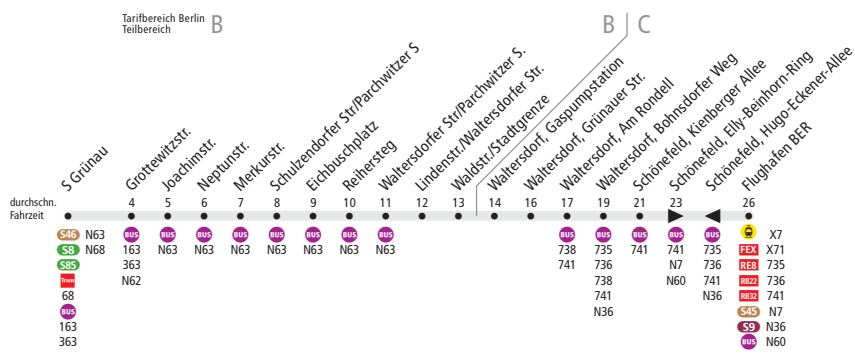 Tarifbereich Berlin
Teilbereich
B
B
C
S Grünau
Grottewitzstr.
Joachimstr.
Neptunstr.
Merkurstr.
Schulzendorfer Str/Parchwitzer S
Eichbuschplatz
Reihersteg
Waltersdorfer Str/Parchwitzer S.
Lindenstr./Waltersdorfer Str.
Waldstr./Stadtgrenze
Waltersdorf, Gaspumpstation
Waltersdorf, Grünauer Str.
Waltersdorf, Am Rondell
Waltersdorf, Bohnsdorfer Weg
Schönefeld, Kienberger Allee
Schönefeld, Elly-Beinhorn-Ring
Schönefeld, Hugo-Eckener-Allee
Flughafen BER
durchschn.
Fahrzeit
4 5 6 7 8 9 10 11 12 13 14 16 17 19 21 23 26
S46 N63
S8 N68
S85
Tram
68
BUS
163
363
BUS
163
363
N62
BUS
N63
BUS
N63
BUS
N63
BUS
N63
BUS
N63
BUS
N63
BUS
N63
BUS
738
741
BUS
735
736
738
741
N36
BUS
741
BUS
741
N7
N60
BUS
735
736
741
N36
X7
FEX X71
RE8 735
RB22 736
RB32 741
S45 N7
S9 N36
BUS N60